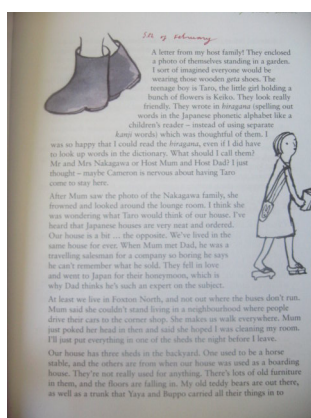 5th of February
A letter from my host family! They enclosed
a photo of themselves standing in a garden.
I sort of imagined everyone would be
wearing those wooden geta shoes. The
teenage boy is Taro, the little girl holding a
bunch of flowers is Keiko. They look really
friendly. They wrote in hiragana (spelling out
words in the Japanese phonetic alphabet like a
children's reader – instead of using separate
kanji words) which was thoughtful of them. I
was so happy that I could read the hiragana, even if I did have
to look up words in the dictionary. What should I call them?
Mr and Mrs Nakagawa or Host Mum and Host Dad? I just
thought – maybe Cameron is nervous about having Taro
come to stay here.
After Mum saw the photo of the Nakagawa family, she
frowned and looked around the lounge room. I think she
was wondering what Taro would think of our house. I've
heard that Japanese houses are very neat and ordered.
Our house is a bit ... the opposite. We've lived in the
same house for ever. When Mum met Dad, he was a
travelling salesman for a company so boring he says
he can't remember what he sold. They fell in love
and went to Japan for their honeymoon, which is
why Dad thinks he's such an expert on the subject.
At least we live in Foxton North, and not out where the buses don't run.
Mum said she couldn't stand living in a neighbourhood where people
drive their cars to the corner shop. She makes us walk everywhere. Mum
just poked her head in then and said she hoped I was cleaning my room.
I'll just put everything in one of the sheds the night before I leave.
Our house has three sheds in the backyard. One used to be a horse
stable, and the others are from when our house was used as a boarding
house. They're not really used for anything. There's lots of old furniture
in them, and the floors are falling in. My old teddy bears are out there,
as well as a trunk that Yaya and Pappo carried all their things in to